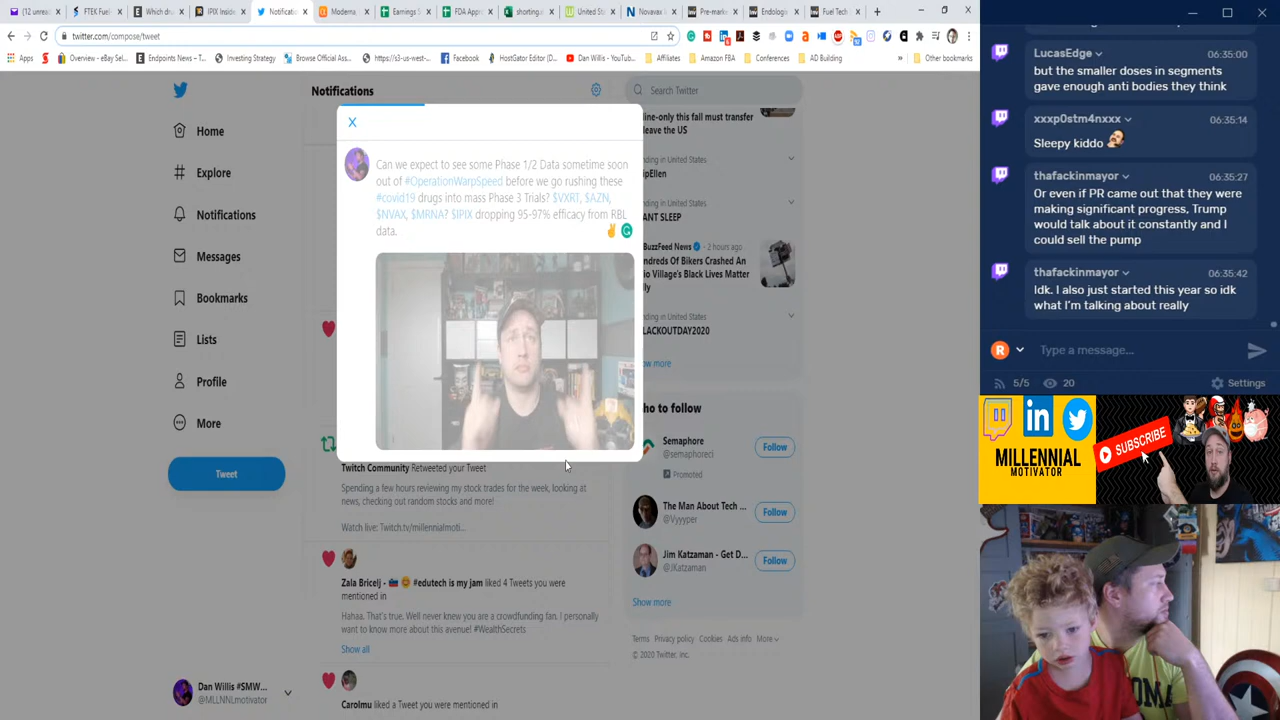 (12 unrea
FTEK Fuel
Which dru
IPIX Insid
Notificatio
Moderna,
Earnings S
FDA Appr
shorting.
United St
Novavax I
Pre-marke
Endologix
Fuel Tech
twitter.com/compose/tweet
Apps
Overview - eBay Sel...
Endpoints News – T...
Investing Strategy
Browse Official Ass...
https://s3-us-west-...
Facebook
HostGator (Editor (D...
Dan Willis - YouTu...
Affiliates
Amazon FBA
Conferences
AD Building
»
Other bookmarks
Home
Explore
Notifications
Messages
Bookmarks
Lists
Profile
More
Tweet
Dan Willis #SMW...
@MLLNNLmotivator
Notifications
X
Can we expect to see some Phase 1/2 Data sometime soon
out of #OperationWarpSpeed before we go rushing these
#covid19 drugs into mass Phase 3 Trials? $VXRT, $AZN,
$NVAX, $MRNA? $IPIX dropping 95-97% efficacy from RBL
data.
Twitch Community Retweeted your Tweet
Spending a few hours reviewing my stock trades for the week, looking at
news, checking out random stocks and more!
Watch live: Twitch.tv/millennialmoti...
Zala Bricelj - #edutech is my jam liked 4 Tweets you were
mentioned in
Hahaa. That's true. Well never knew you are a crowdfunding fan. I personally
want to know more about this avenue! #WealthSecrets
Show all
Carolmu liked a Tweet you were mentioned in
Search Twitter
line-only this fall must transfer
leave the US
nding in United States
ipEllen
nding in United States
ANT SLEEP
BuzzFeed News · 2 hours ago
undreds Of Bikers Crashed An
io Village's Black Lives Matter
lly
nding in United States
LACKOUTDAY2020
ow more
ho to follow
Semaphore
@semaphoreci
Promoted
Follow
The Man About Tech ...
@Vyyyper
Follow
Jim Katzaman - Get D...
@JKatzaman
Follow
Show more
Terms Privacy policy Cookies Ads info More
© 2020 Twitter, Inc.
LucasEdge 06:35:00
but the smaller doses in segments
gave enough anti bodies they think
xxxp0stm4nxxx 06:35:14
Sleepy kiddo
thafackinmayor 06:35:27
Or even if PR came out that they were
making significant progress, Trump
would talk about it constantly and I
could sell the pump
thafackinmayor 06:35:42
Idk. I also just started this year so idk
what I'm talking about really
R
Type a message...
5/5
20
Settings
in
MILLENNIAL
MOTIVATOR
SUBSCRIBE